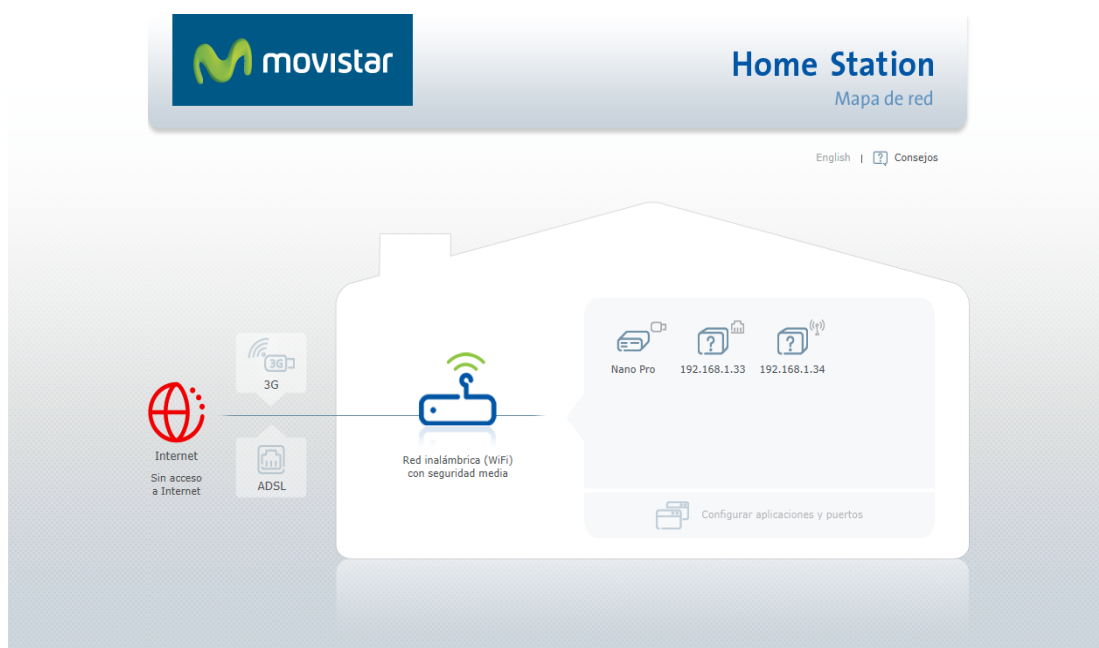 movistar
Home Station
Mapa de red
English | ? Consejos
3G
3G
Internet
Sin acceso
a Internet
ADSL
Red inalámbrica (WiFi)
con seguridad media
? ?
Nano Pro 192.168.1.33 192.168.1.34
Configurar aplicaciones y puertos